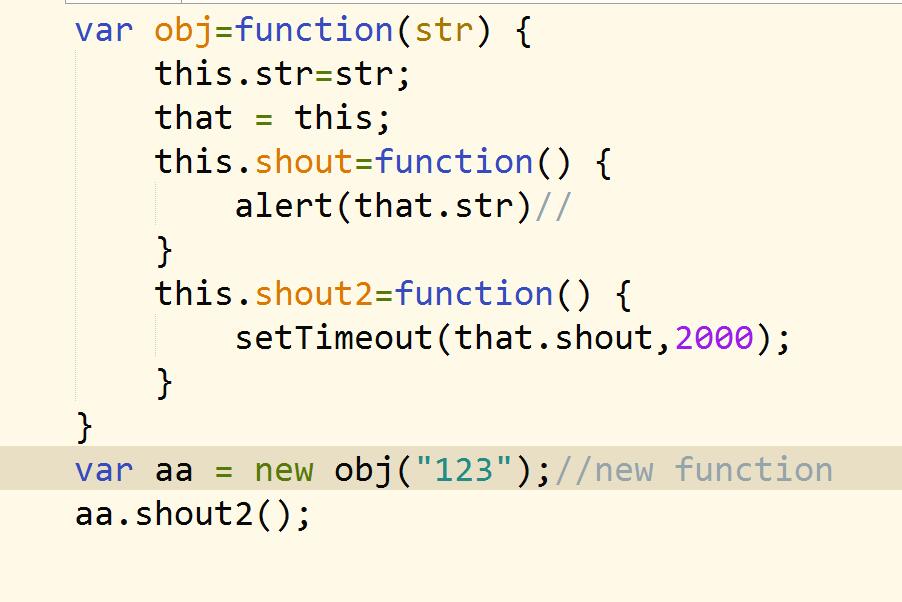 var obj=function(str) {
    this.str=str;
    that = this;
    this.shout=function() {
        alert(that.str)//
    }
    this.shout2=function() {
        setTimeout(that.shout,2000);
    }
}
var aa = new obj("123");//new function
aa.shout2();